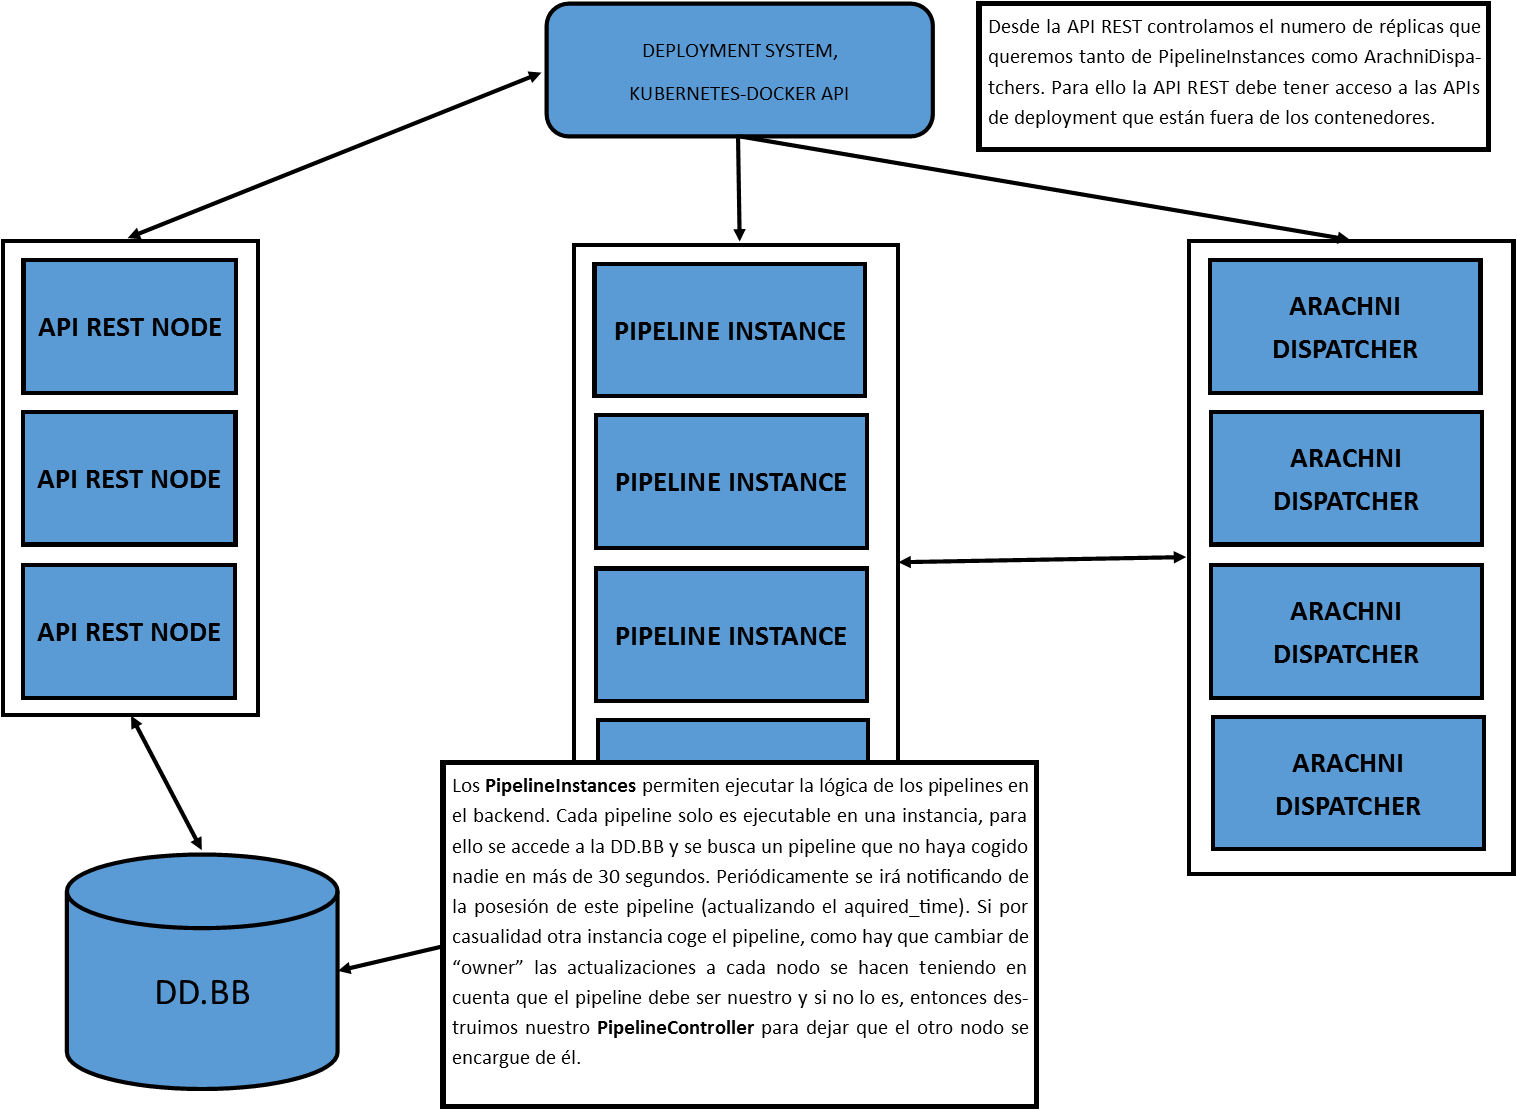 DEPLOYMENT SYSTEM,
KUBERNETES-DOCKER API
Desde la API REST controlamos el numero de réplicas que
queremos tanto de PipelineInstances como ArachniDispa-
tchers. Para ello la API REST debe tener acceso a las APIs
de deployment que están fuera de los contenedores.
API REST NODE
API REST NODE
API REST NODE
PIPELINE INSTANCE
PIPELINE INSTANCE
PIPELINE INSTANCE
ARACHNI
DISPATCHER
ARACHNI
DISPATCHER
ARACHNI
DISPATCHER
ARACHNI
DISPATCHER
DD.BB
Los PipelineInstances permiten ejecutar la lógica de los pipelines en
el backend. Cada pipeline solo es ejecutable en una instancia, para
ello se accede a la DD.BB y se busca un pipeline que no haya cogido
nadie en más de 30 segundos. Periódicamente se irá notificando de
la posesión de este pipeline (actualizando el aquired_time). Si por
casualidad otra instancia coge el pipeline, como hay que cambiar de
“owner” las actualizaciones a cada nodo se hacen teniendo en
cuenta que el pipeline debe ser nuestro y si no lo es, entonces des-
truimos nuestro PipelineController para dejar que el otro nodo se
encargue de él.